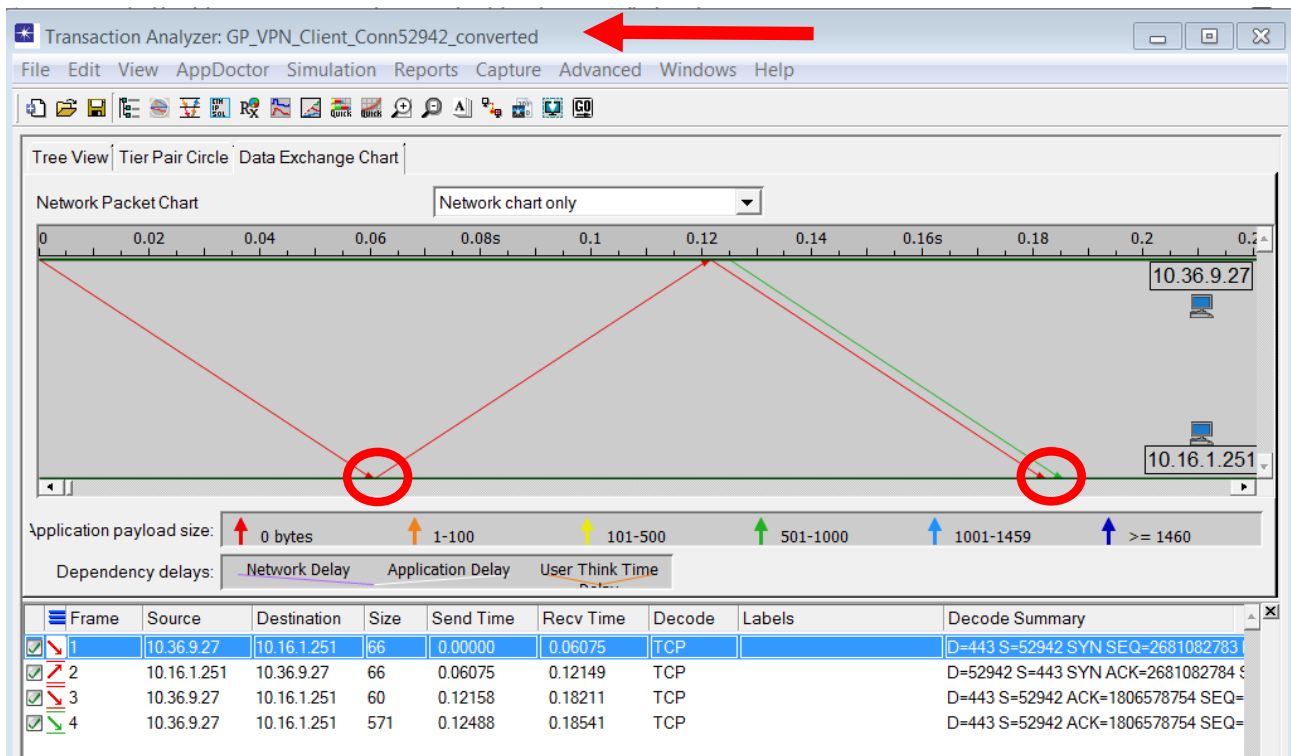 Transaction Analyzer: GP_VPN_Client_Conn52942_converted
File Edit View AppDoctor Simulation Reports Capture Advanced Windows Help
QUICK QUICK GO
Tree View Tier Pair Circle Data Exchange Chart
Network Packet Chart Network chart only
0 0.02 0.04 0.06 0.08s 0.1 0.12 0.14 0.16s 0.18 0.2
10.36.9.27
10.16.1.251
Application payload size: 0 bytes 1-100 101-500 501-1000 1001-1459 >= 1460
Dependency delays: Network Delay Application Delay User Think Time
Frame Source Destination Size Send Time Recv Time Decode Labels Decode Summary
1 10.36.9.27 10.16.1.251 66 0.00000 0.06075 TCP D=443 S=52942 SYN SEQ=2681082783
2 10.16.1.251 10.36.9.27 66 0.06075 0.12149 TCP D=52942 S=443 SYN ACK=2681082784 S
3 10.36.9.27 10.16.1.251 60 0.12158 0.18211 TCP D=443 S=52942 ACK=1806578754 SEQ=
4 10.36.9.27 10.16.1.251 571 0.12488 0.18541 TCP D=443 S=52942 ACK=1806578754 SEQ=